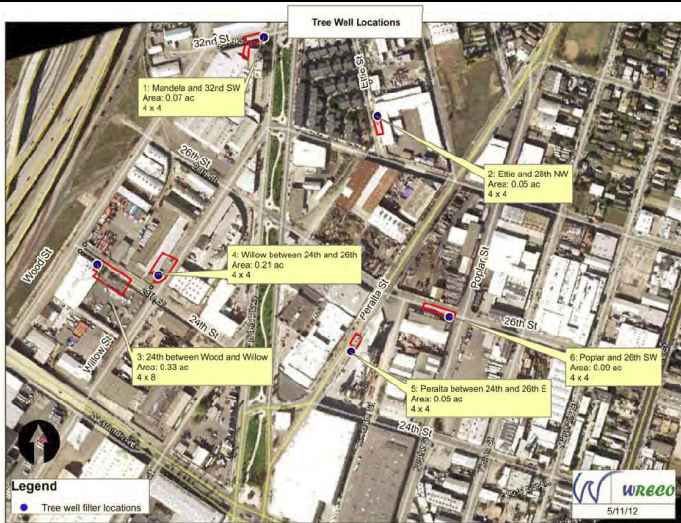 Tree Well Locations
32nd St
Ettie St
1: Mandela and 32nd SW
Area: 0.07 ac
4 x 4
2: Ettie and 28th NW
Area: 0.05 ac
4 x 4
26th St
Wood St
4: Willow between 24th and 26th
Area: 0.21 ac
4 x 4
Poplar St
Peralta St
24th St
26th St
Willow St
3: 24th between Wood and Willow
Area: 0.33 ac
4 x 8
6: Poplar and 26th SW
Area: 0.09 ac
4 x 4
5: Peralta between 24th and 26th E
Area: 0.05 ac
4 x 4
24th St
Legend
Tree well filter locations
WRECO
5/11/12